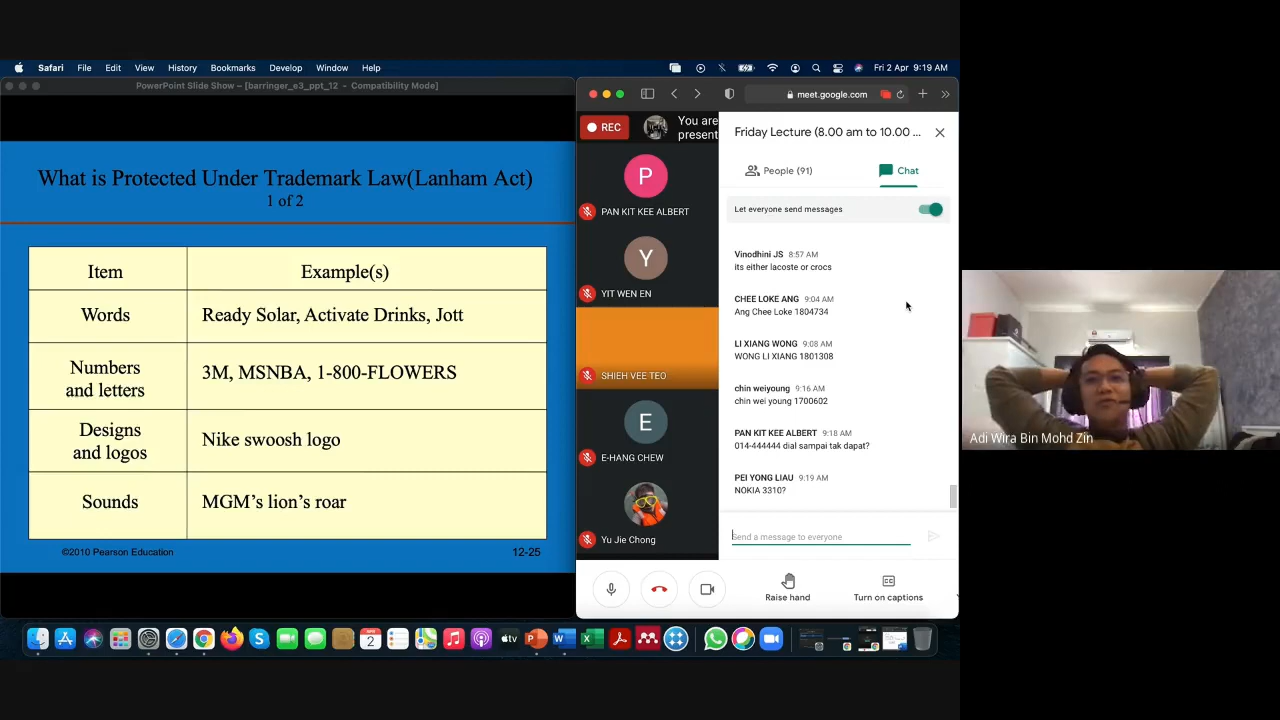 Safari File Edit View History Bookmarks Develop Window Help Fri 2 Apr 9:19 AM
PowerPoint Slide Show - [barringer_e3_ppt_12 - Compatibility Mode]
What is Protected Under Trademark Law(Lanham Act)
1 of 2
Item Example(s)
Words Ready Solar, Activate Drinks, Jott
Numbers
and letters
3M, MSNBA, 1-800-FLOWERS
Designs
and logos
Nike swoosh logo
Sounds MGM’s lion’s roar
©2010 Pearson Education 12-25
meet.google.com
REC
You are
present
P
PAN KIT KEE ALBERT
Y
YIT WEN EN
SHIEH VEE TEO
E
E-HANG CHEW
Yu Jie Chong
Friday Lecture (8.00 am to 10.00 ...
People (91) Chat
Let everyone send messages
Vinodhini JS 8:57 AM
its either lacoste or crocs
CHEE LOKE ANG 9:04 AM
Ang Chee Loke 1804734
LI XIANG WONG 9:08 AM
WONG LI XIANG 1801308
chin weiyoung 9:16 AM
chin wei young 1700602
PAN KIT KEE ALBERT 9:18 AM
014-444444 dial sampai tak dapat?
PEI YONG LIAU 9:19 AM
NOKIA 3310?
Send a message to everyone
Raise hand Turn on captions
APR
2
tv
Adi Wira Bin Mohd Zin